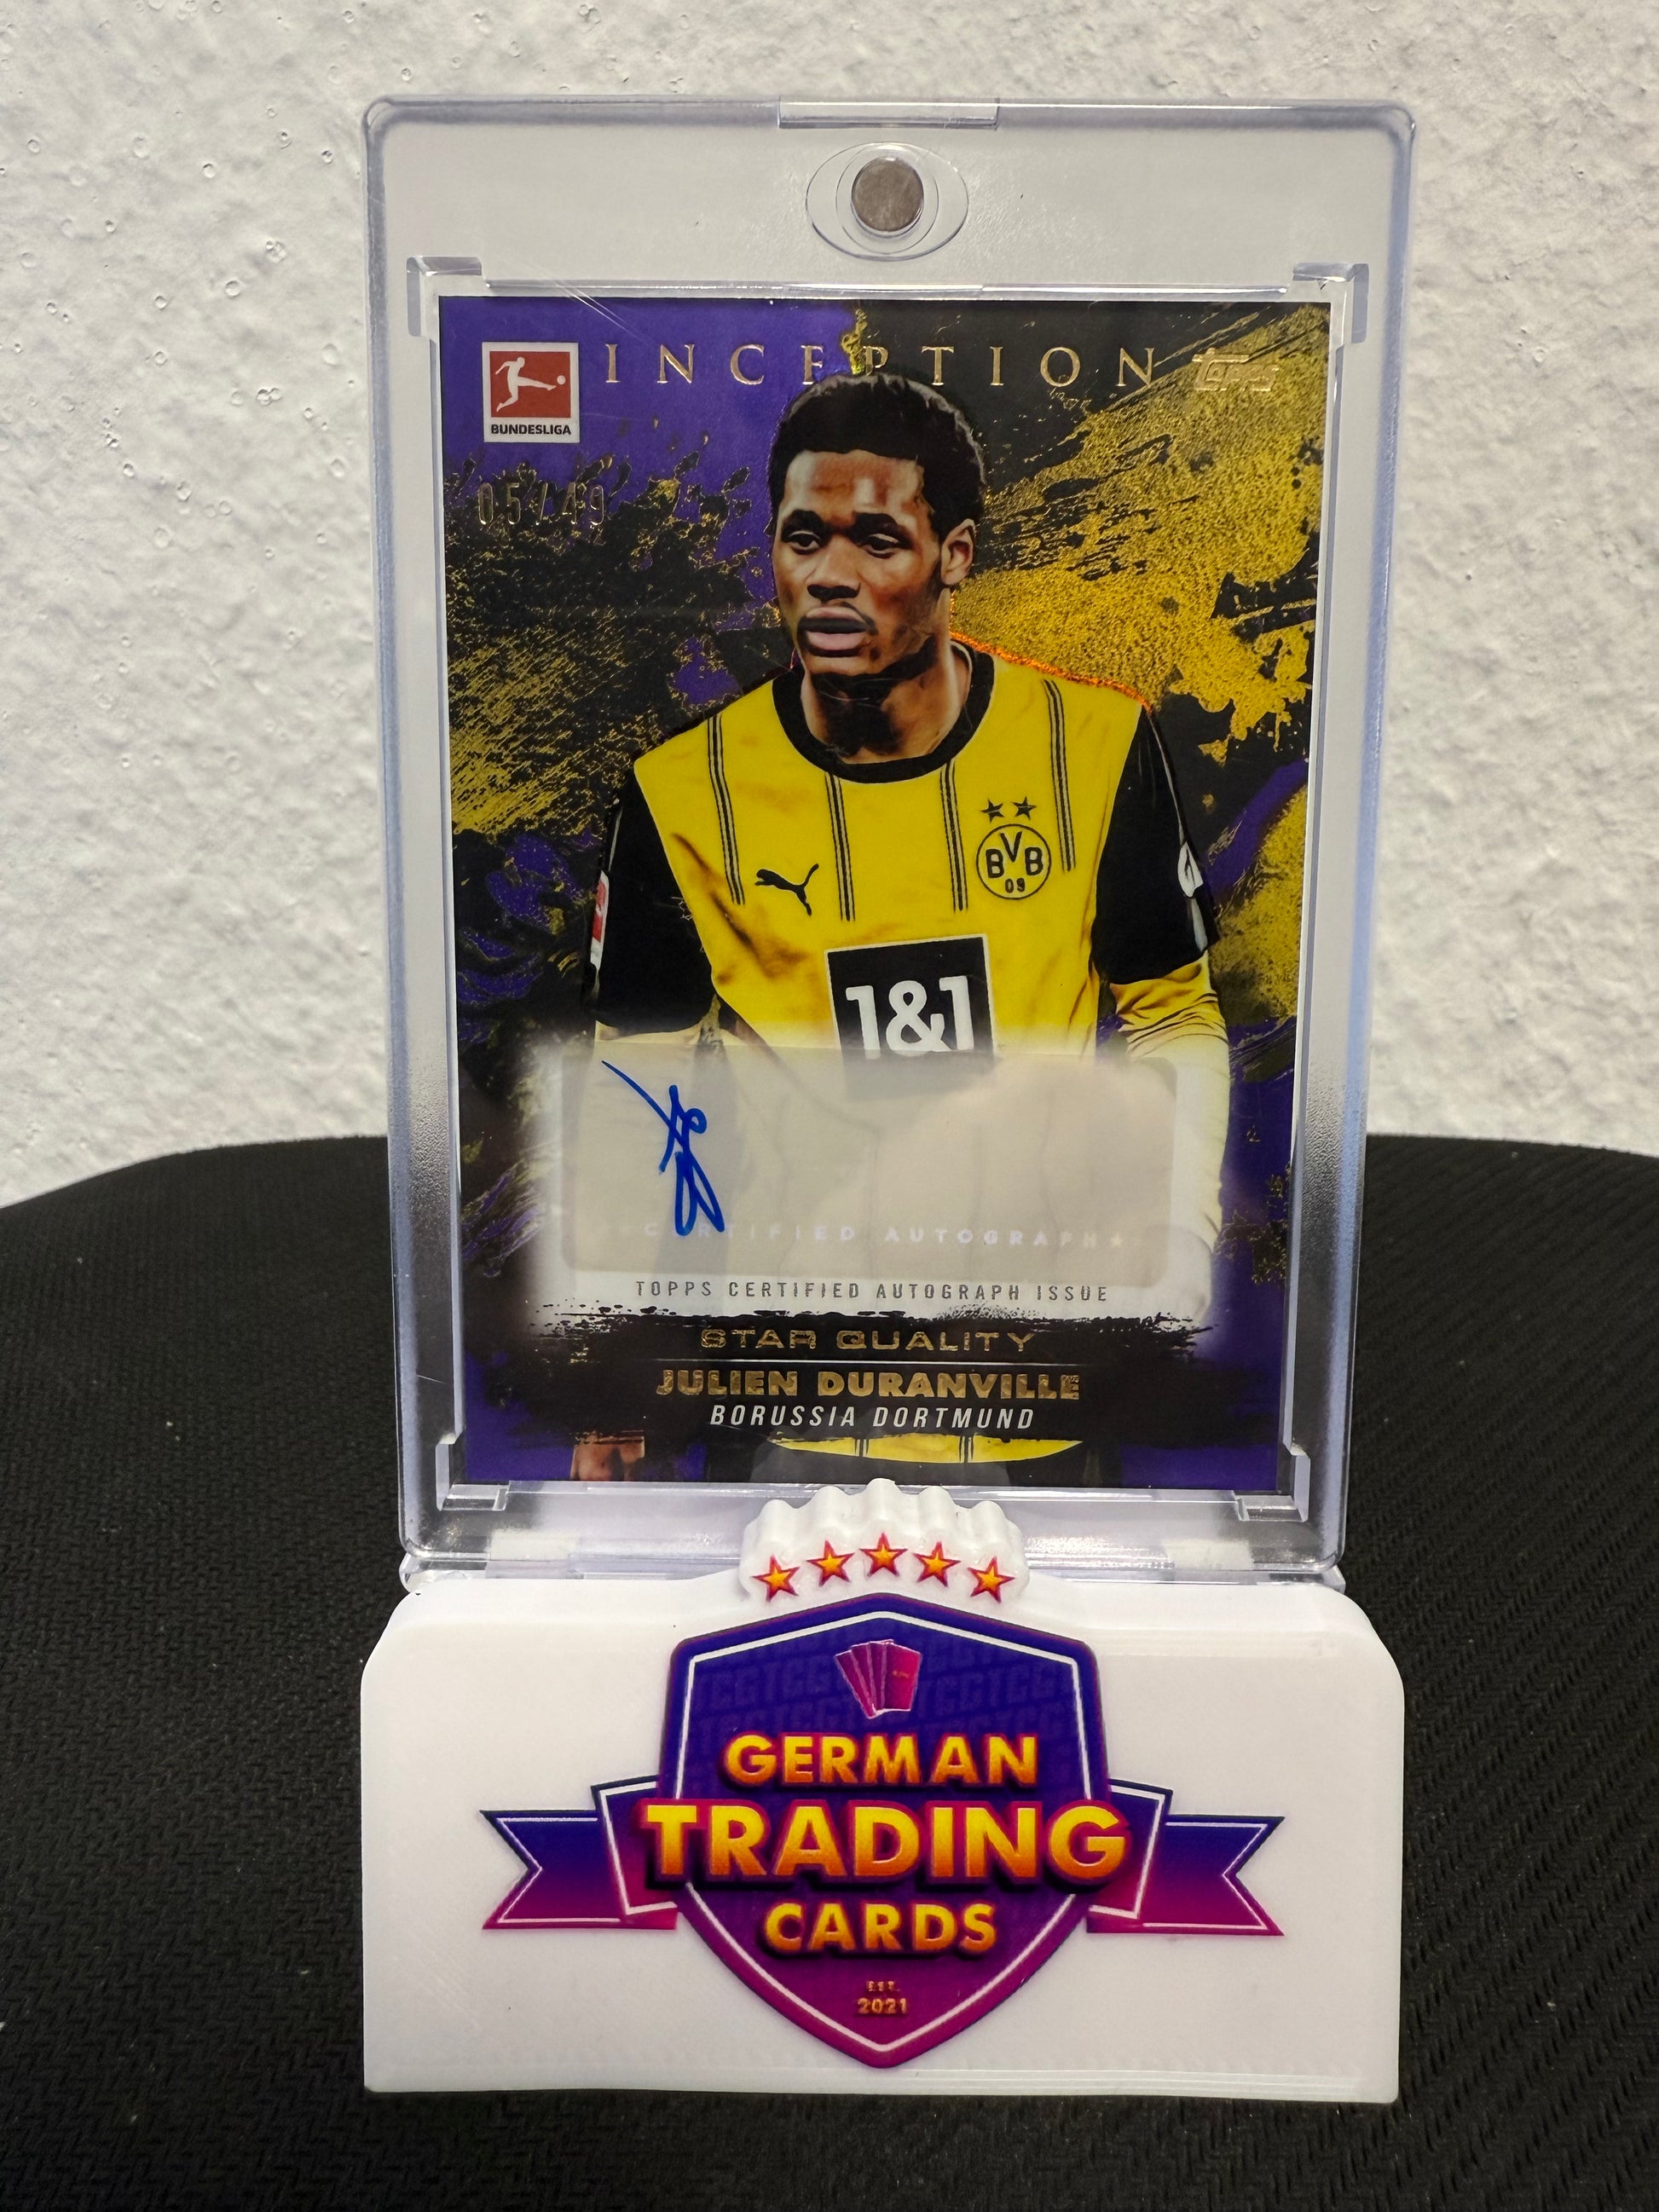 INCEPTION
Topps
BUNDESLIGA
05/49
BVB
09
1&1
CERTIFIED AUTOGRAPH
TOPPS CERTIFIED AUTOGRAPH ISSUE
STAR QUALITY
JULIEN DURANVILLE
BORUSSIA DORTMUND
GERMAN
TRADING
CARDS
EST.
2021